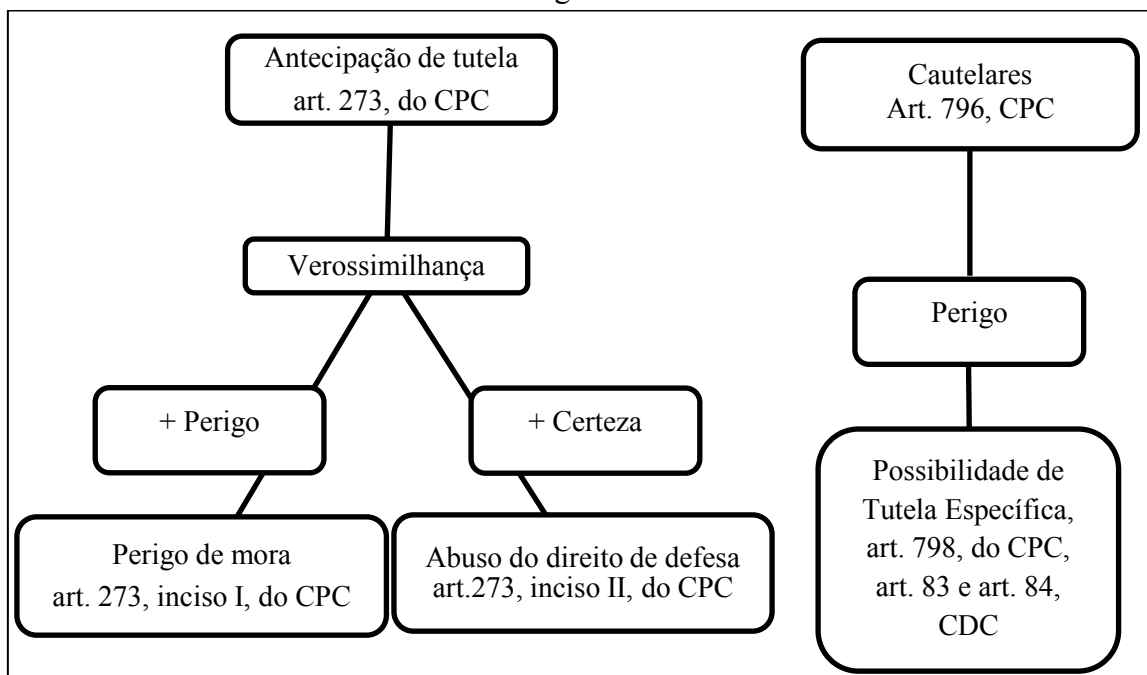 Antecipação de tutela
art. 273, do CPC
Verossimilhança
+ Perigo
+ Certeza
Perigo de mora
art. 273, inciso I, do CPC
Abuso do direito de defesa
art.273, inciso II, do CPC
Cautelares
Art. 796, CPC
Perigo
Possibilidade de
Tutela Específica,
art. 798, do CPC,
art. 83 e art. 84,
CDC